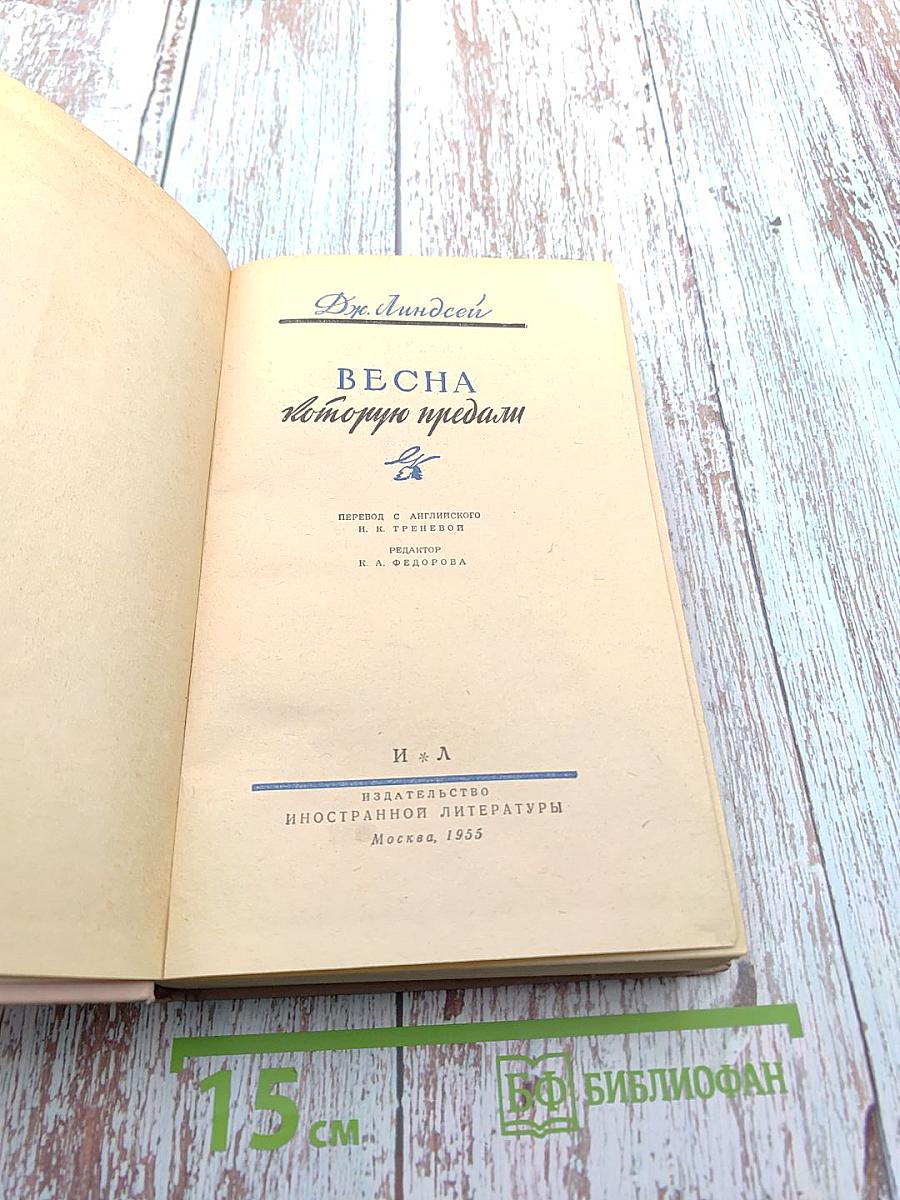 Дж. Линдсей
ВЕСНА
которую предали
ПЕРЕВОД С АНГЛИЙСКОГО
Н. К. ТРЕНЕВОЙ
РЕДАКТОР
К. А. ФЕДОРОВА
И * Л
ИЗДАТЕЛЬСТВО
ИНОСТРАННОЙ ЛИТЕРАТУРЫ
Москва, 1955
15 см
БФ БИБЛИОФАН